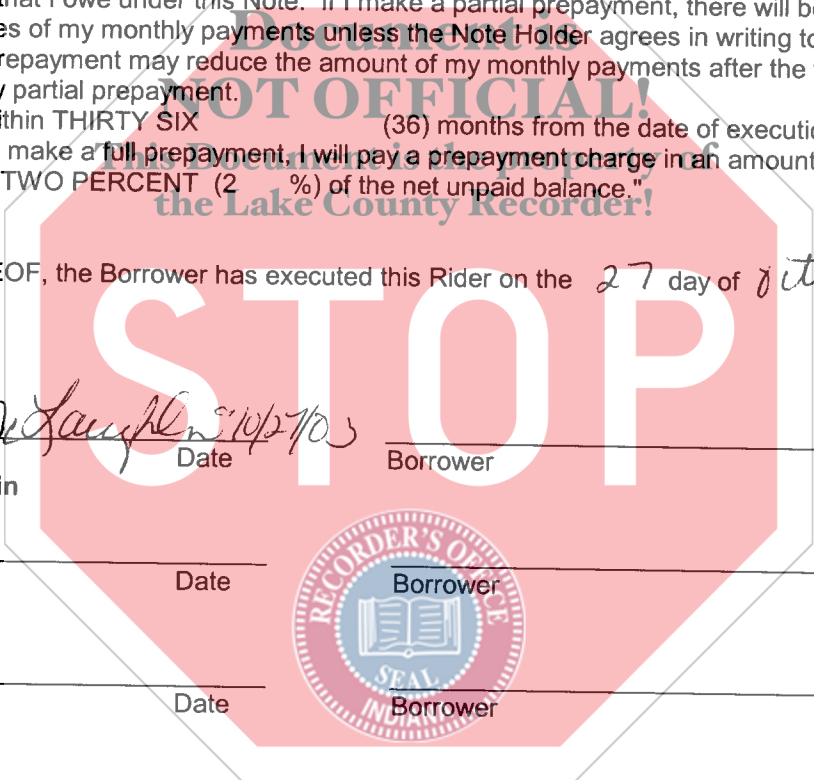 that I owe under this Note. If I make a partial prepayment, there will be
es of my monthly payments unless the Note Holder agrees in writing to
Document is
repayment may reduce the amount of my monthly payments after the
y partial prepayment.
NOT OFFICIAL!
ithin THIRTY SIX (36) months from the date of executio
make a full prepayment, I will pay a prepayment charge in an amount
This Document is the property of
TWO PERCENT (2 %) of the net unpaid balance."
the Lake County Recorder!
EOF, the Borrower has executed this Rider on the 27 day of
STOP
10/27/03
Date Borrower
in
RECORDER'S OFFICE
Date Borrower
SEAL
INDIANA
Date Borrower